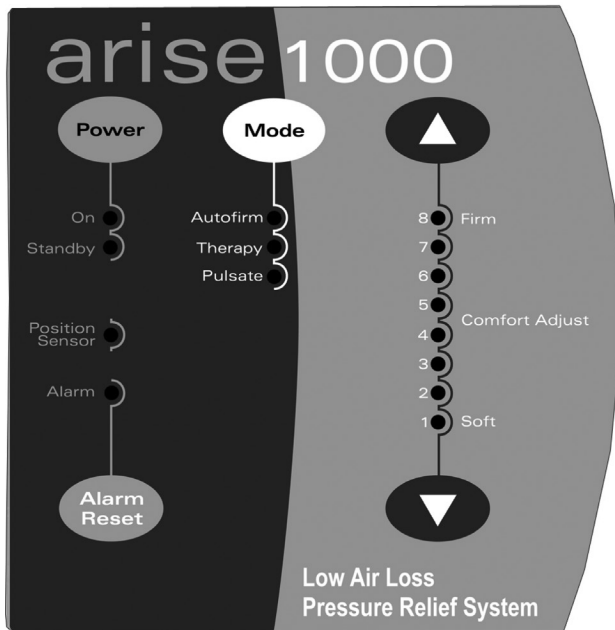 arise 1000
Power
Mode
On
Standby
Position
Sensor
Alarm
Alarm
Reset
Autofirm
Therapy
Pulsate
8 Firm
7
6
5
Comfort Adjust
4
3
2
1 Soft
Low Air Loss
Pressure Relief System